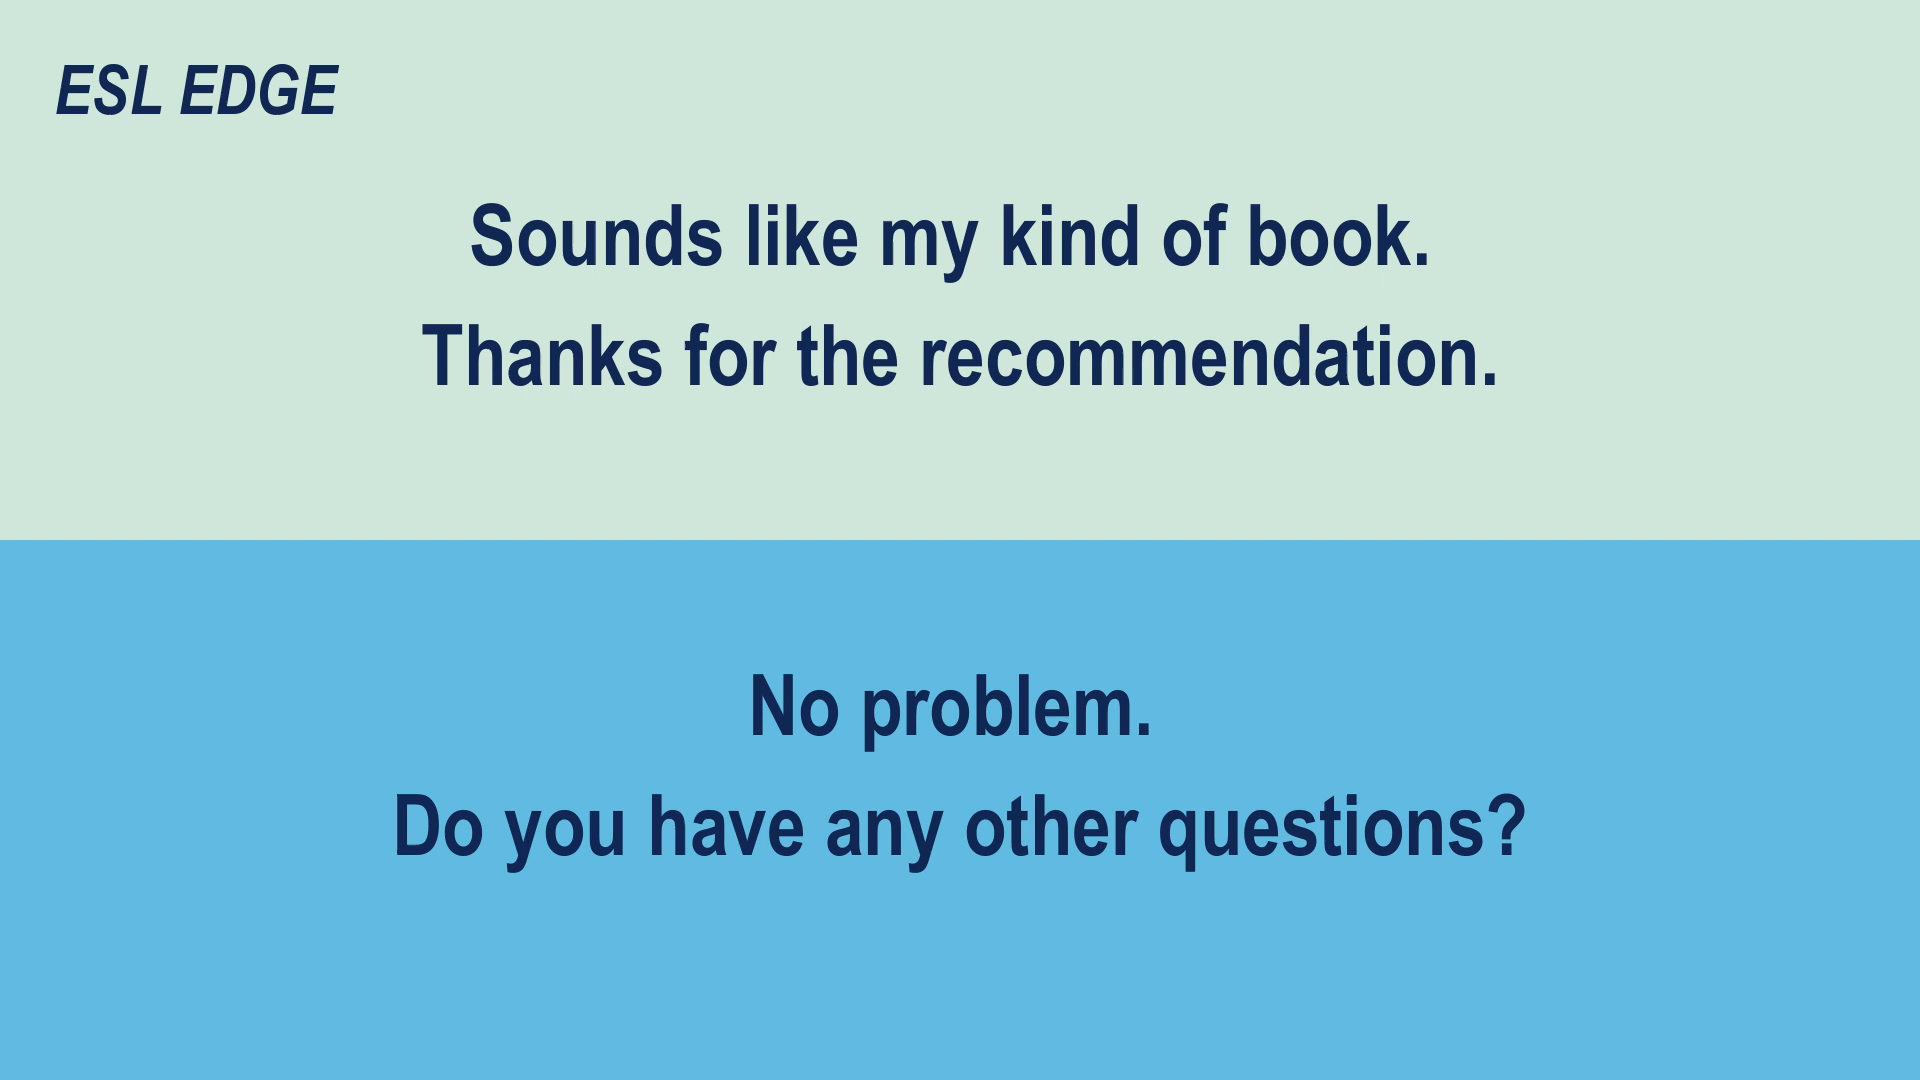 ESL EDGE
Sounds like my kind of book.
Thanks for the recommendation.
No problem.
Do you have any other questions?